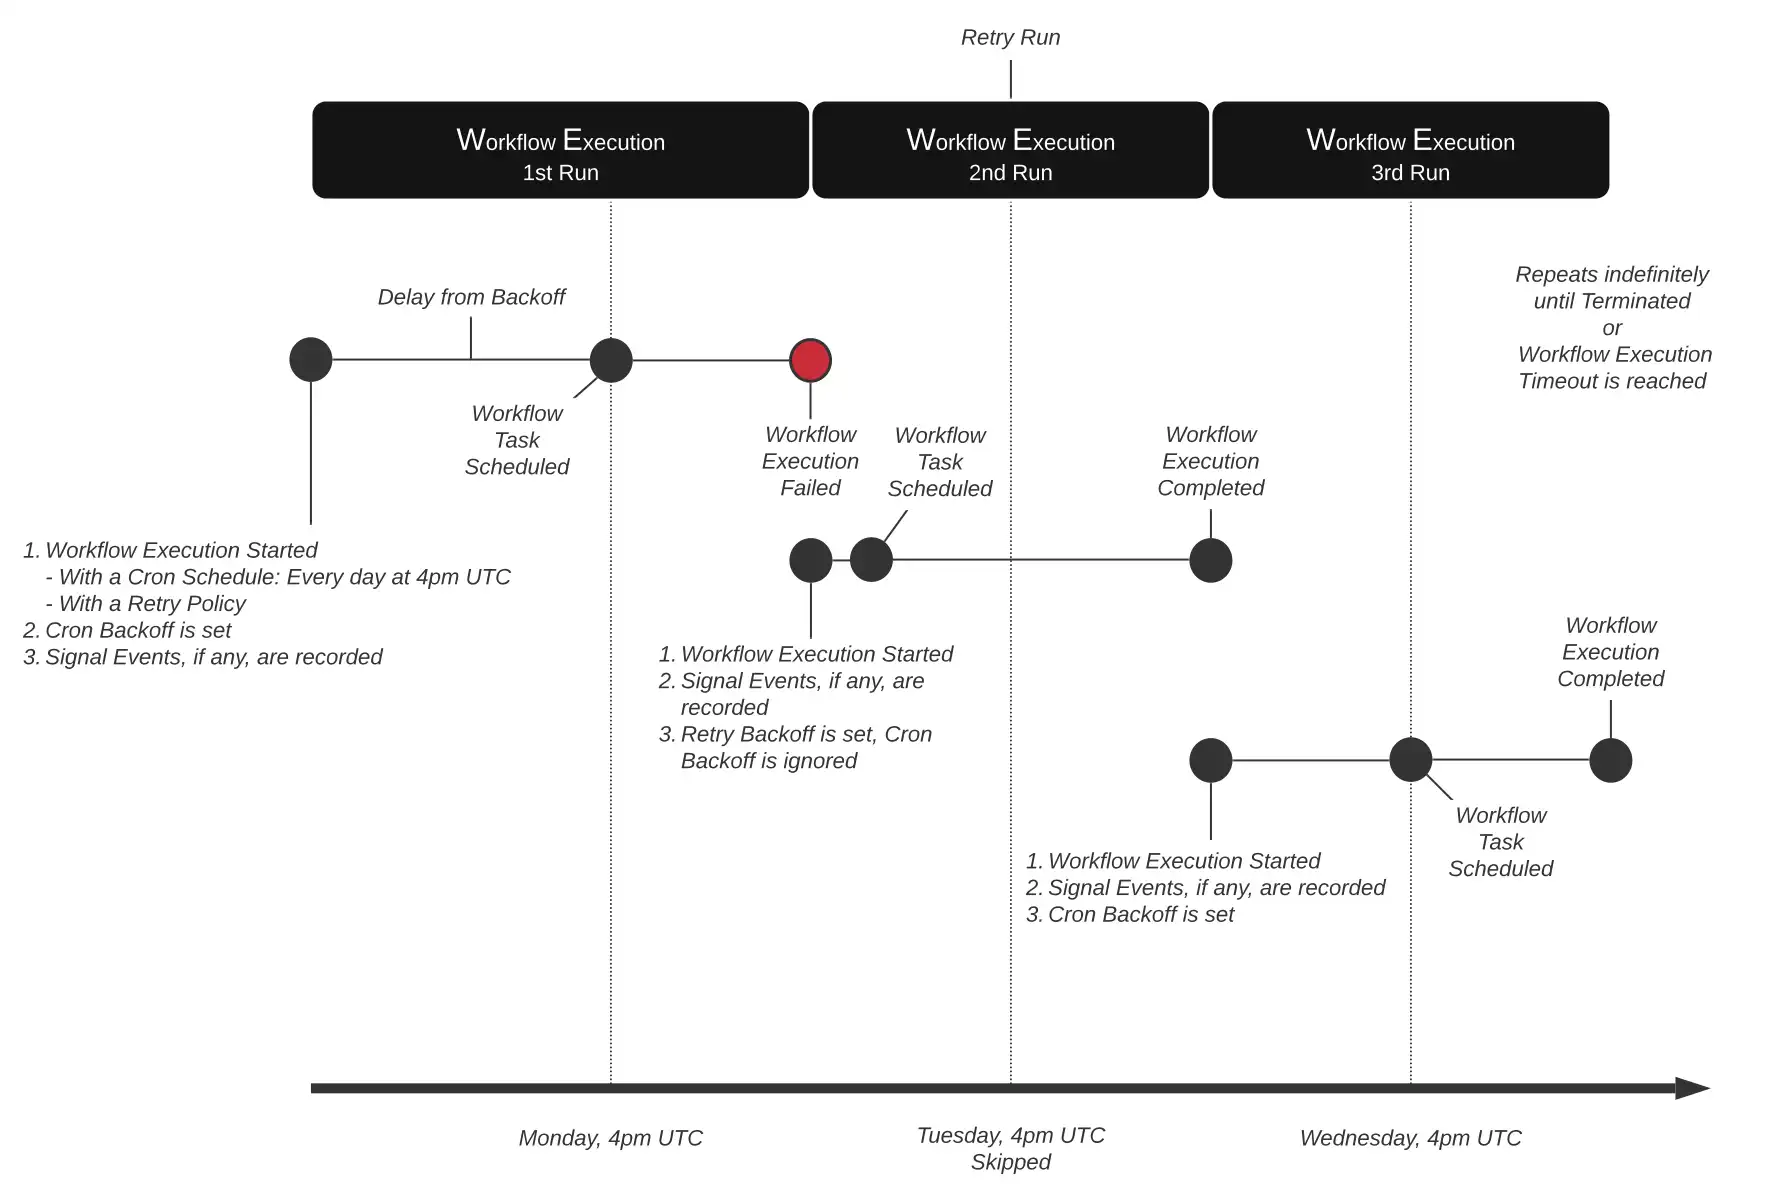 Retry Run
Workflow Execution
1st Run
Workflow Execution
2nd Run
Workflow Execution
3rd Run
Repeats indefinitely
until Terminated
or
Workflow Execution
Timeout is reached
Delay from Backoff
Workflow
Task
Scheduled
Workflow
Execution
Failed
Workflow
Task
Scheduled
Workflow
Execution
Completed
1. Workflow Execution Started
- With a Cron Schedule: Every day at 4pm UTC
- With a Retry Policy
2. Cron Backoff is set
3. Signal Events, if any, are recorded
1. Workflow Execution Started
2. Signal Events, if any, are
recorded
3. Retry Backoff is set, Cron
Backoff is ignored
Workflow
Execution
Completed
Workflow
Task
Scheduled
1. Workflow Execution Started
2. Signal Events, if any, are recorded
3. Cron Backoff is set
Monday, 4pm UTC
Tuesday, 4pm UTC
Skipped
Wednesday, 4pm UTC